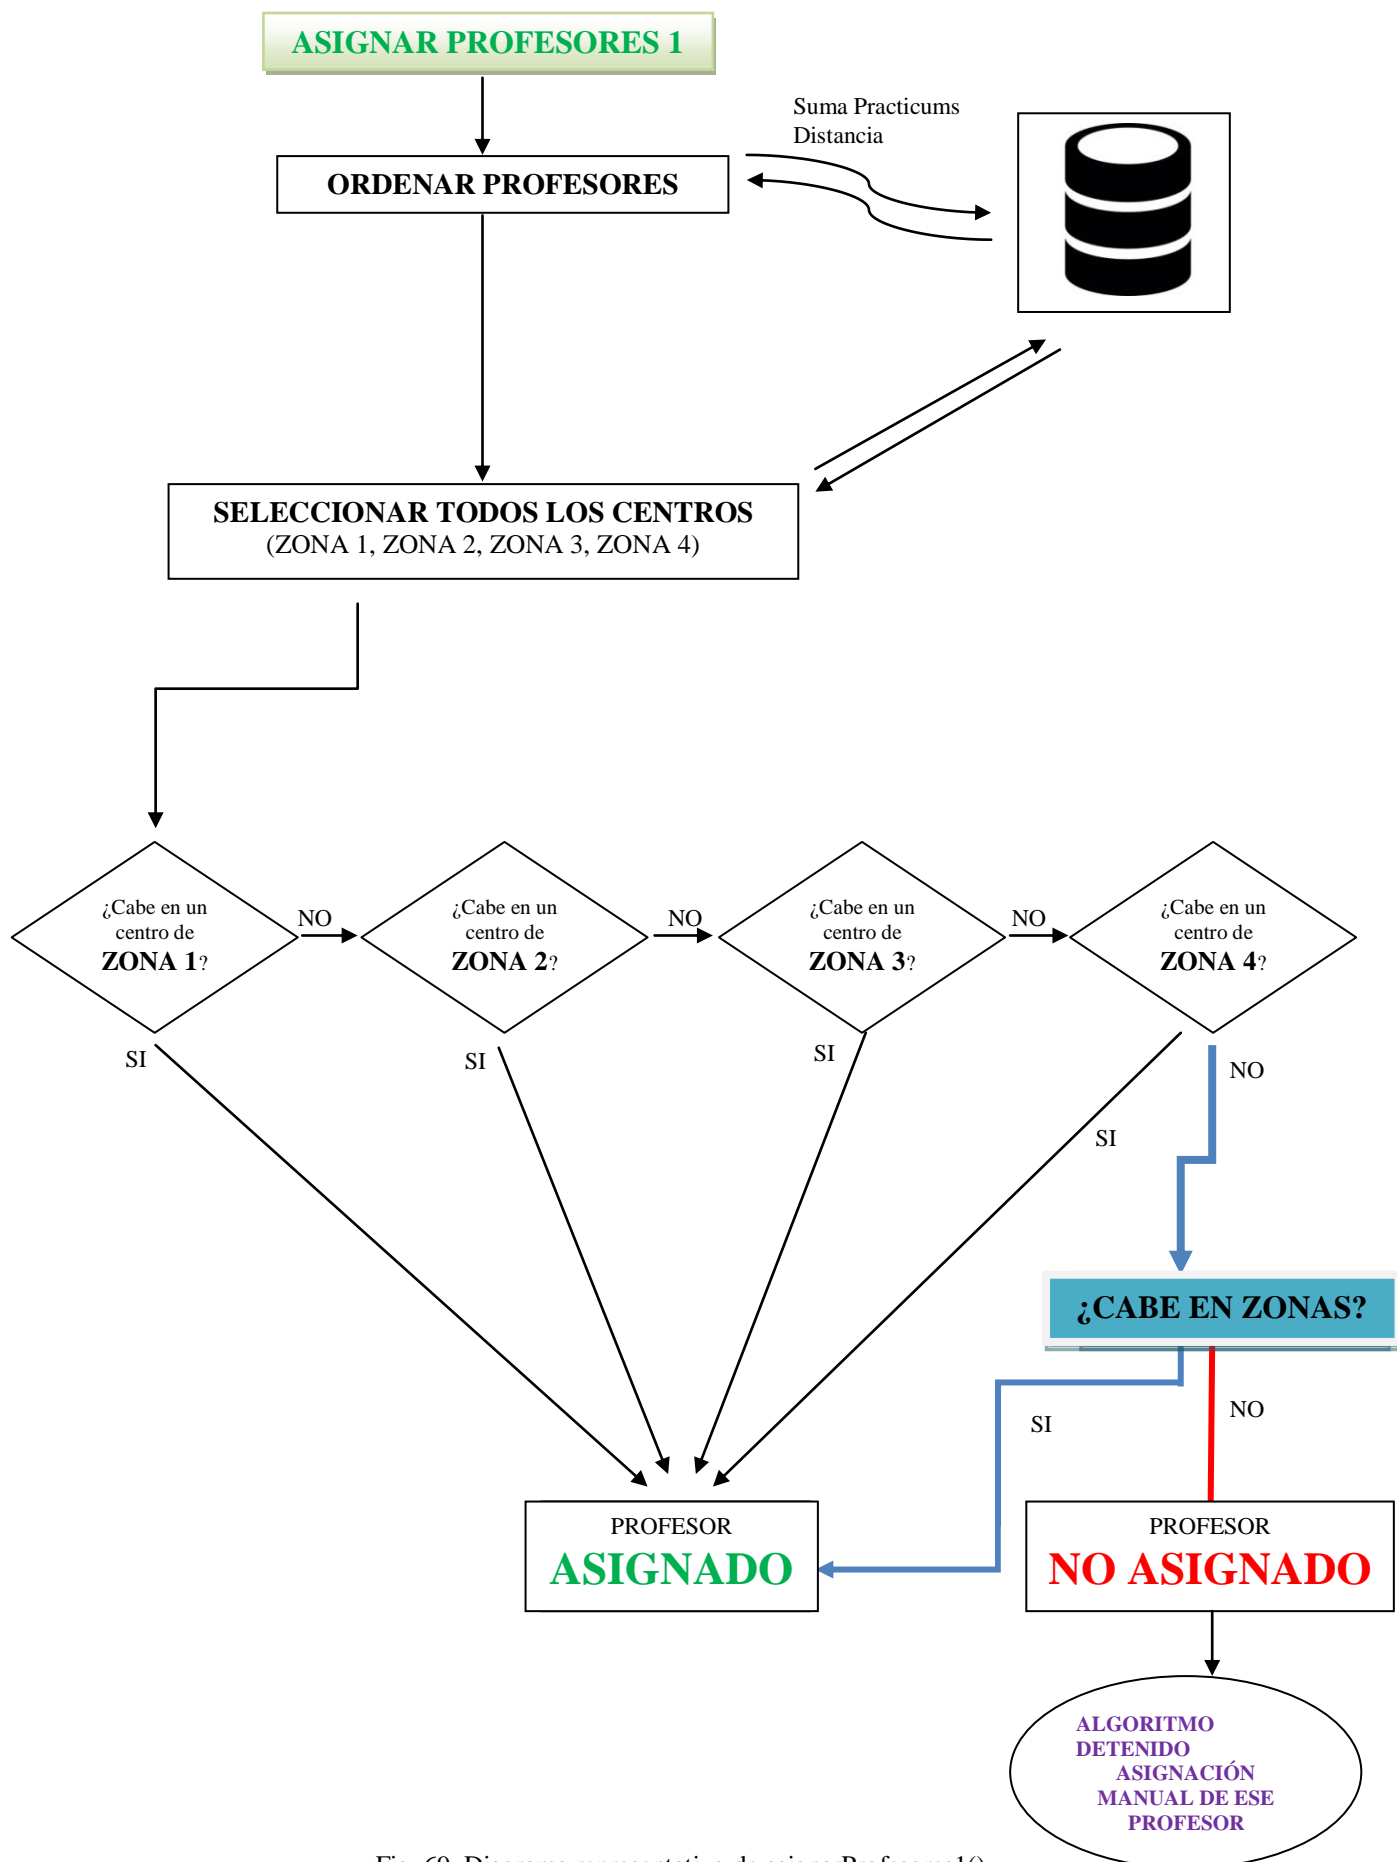 ASIGNAR PROFESORES 1
Suma Practicums
Distancia
ORDENAR PROFESORES
SELECCIONAR TODOS LOS CENTROS
(ZONA 1, ZONA 2, ZONA 3, ZONA 4)
¿Cabe en un
centro de
ZONA 1?
NO
¿Cabe en un
centro de
ZONA 2?
NO
¿Cabe en un
centro de
ZONA 3?
NO
¿Cabe en un
centro de
ZONA 4?
SI
SI
SI
SI
NO
¿CABE EN ZONAS?
SI
NO
PROFESOR
ASIGNADO
PROFESOR
NO ASIGNADO
ALGORITMO
DETENIDO
ASIGNACIÓN
MANUAL DE ESE
PROFESOR